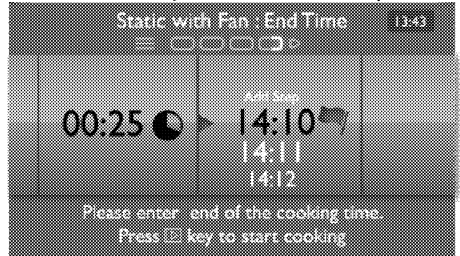 Static with Fan : End Time
13:43
Add Step
00:25
14:10
14:11
14:12
Please enter end of the cooking time.
Press key to start cooking